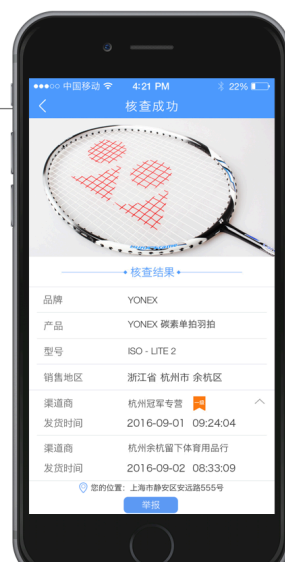 中国移动 4:21 PM 22%
核查成功
核查结果
品牌 YONEX
产品 YONEX 碳素单拍羽拍
型号 ISO - LITE 2
销售地区 浙江省 杭州市 余杭区
渠道商 杭州冠军专营 一级
发货时间 2016-09-01 09:24:04
渠道商 杭州余杭留下体育用品行
发货时间 2016-09-02 08:33:09
您的位置：上海市静安区安远路555号
举报